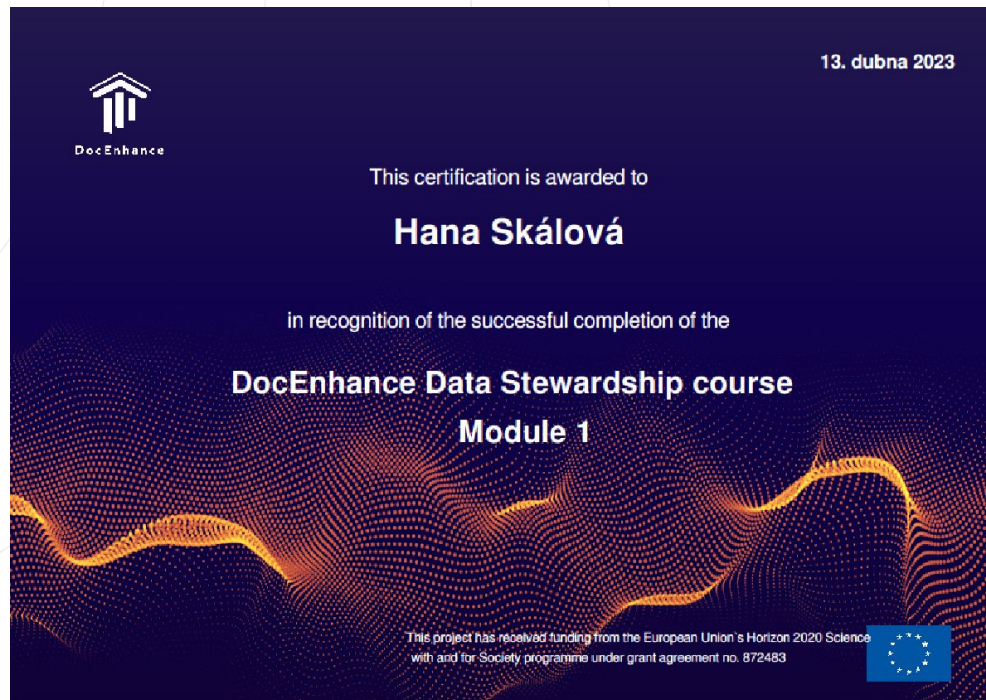 13. dubna 2023
DocEnhance
This certification is awarded to
Hana Skálová
in recognition of the successful completion of the
DocEnhance Data Stewardship course
Module 1
This project has received funding from the European Union`s Horizon 2020 Science
with and for Society programme under grant agreement no. 872483